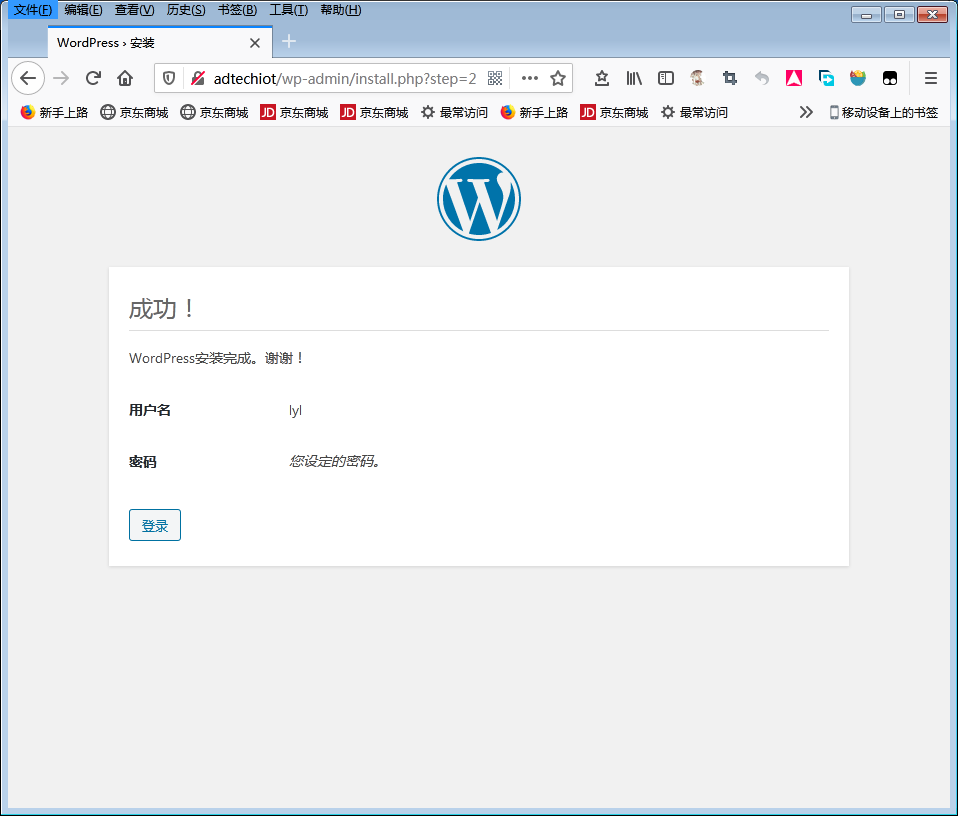 文件(F) 编辑(E) 查看(V) 历史(S) 书签(B) 工具(T) 帮助(H)
WordPress › 安装
adtechiot/wp-admin/install.php?step=2
新手上路 京东商城 京东商城 JD 京东商城 JD 京东商城 最常访问 新手上路 JD 京东商城 最常访问 移动设备上的书签
成功！
WordPress安装完成。谢谢！
用户名 lyl
密码 您设定的密码。
登录